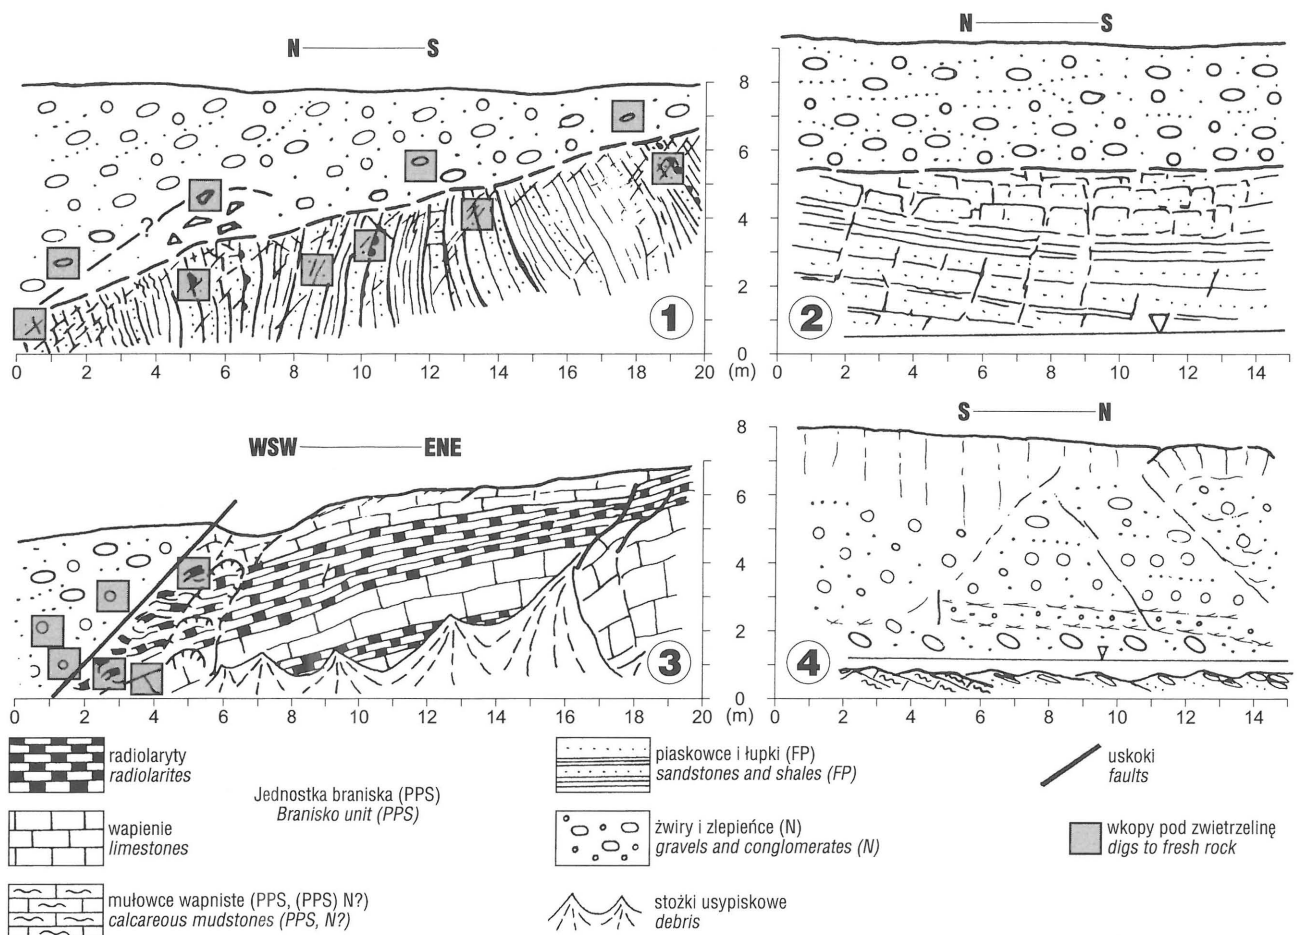 N S
8
6
4
2
0
1
0 2 4 6 8 10 12 14 16 18 20 (m)
?
N S
8
6
4
2
0
2
0 2 4 6 8 10 12 14
WSW ENE
8
6
4
2
0
3
0 2 4 6 8 10 12 14 16 18 20 (m)
S N
8
6
4
2
0
4
0 2 4 6 8 10 12 14
radiolaryty
radiolarites
wapienie
limestones
mułowce wapniste (PPS, (PPS) N?)
calcareous mudstones (PPS, N?)
Jednostka braniska (PPS)
Branisko unit (PPS)
piaskowce i łupki (FP)
sandstones and shales (FP)
żwiry i zlepieńce (N)
gravels and conglomerates (N)
stożki usypiskowe
debris
uskoki
faults
wkopy pod zwietrzelinę
digs to fresh rock